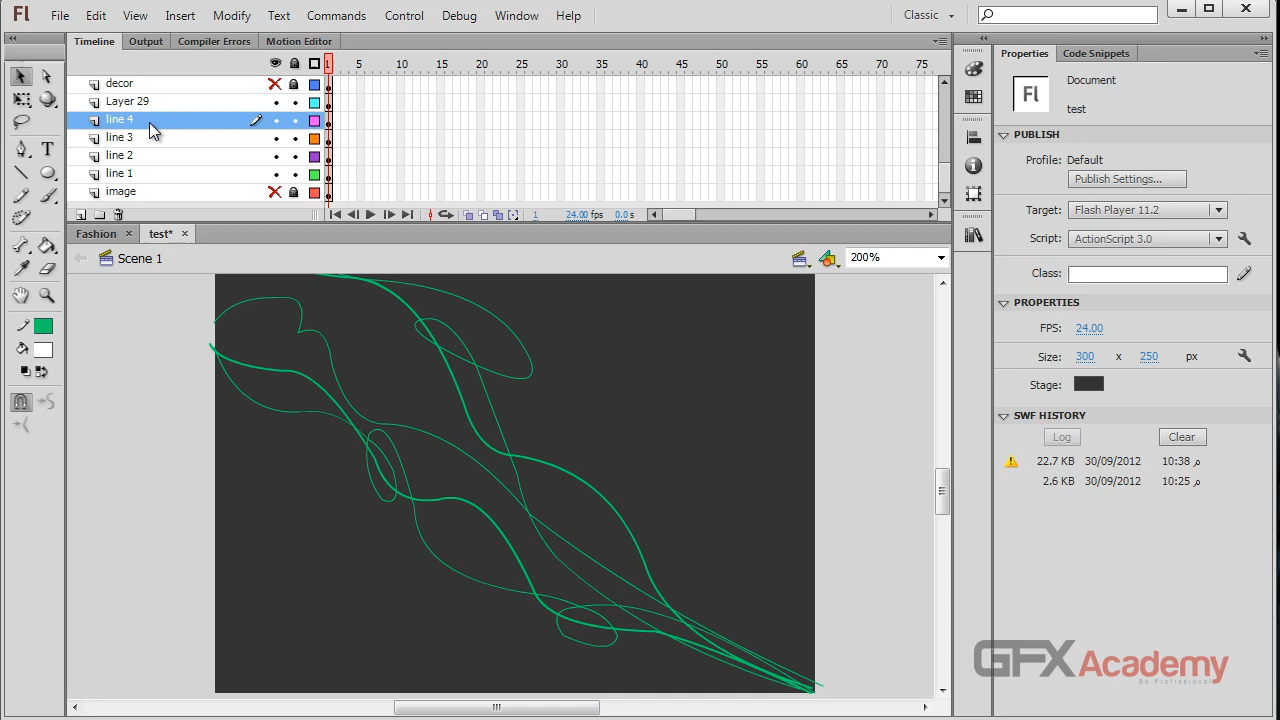 Fl File Edit View Insert Modify Text Commands Control Debug Window Help Classic
Timeline Output Compiler Errors Motion Editor
1 5 10 15 20 25 30 35 40 45 50 55 60 65 70 75
decor
Layer 29
line 4
line 3
line 2
line 1
image
1 24.00 fps 0.0 s
Fashion test*
Scene 1 200%
Properties Code Snippets
Fl
Document
test
PUBLISH
Profile: Default
Publish Settings...
Target: Flash Player 11.2
Script: ActionScript 3.0
Class:
PROPERTIES
FPS: 24.00
Size: 300 x 250 px
Stage:
SWF HISTORY
Log Clear
22.7 KB 30/09/2012 10:38 م
2.6 KB 30/09/2012 10:25 م
GFXAcademy
Be Profissional